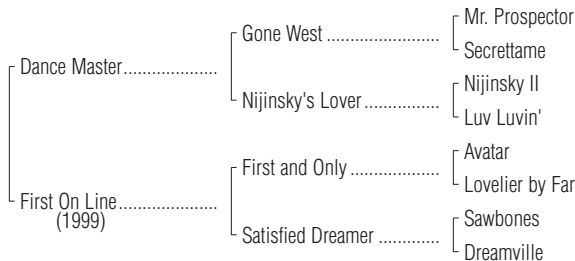 Mr. Prospector
Gone West ......................
Secrettame
Dance Master....................
Nijinsky II
Nijinsky's Lover ...............
Luv Luvin'
Avatar
First and Only ..................
Lovelier by Far
First On Line.....................
(1999)
Sawbones
Satisfied Dreamer .............
Dreamville